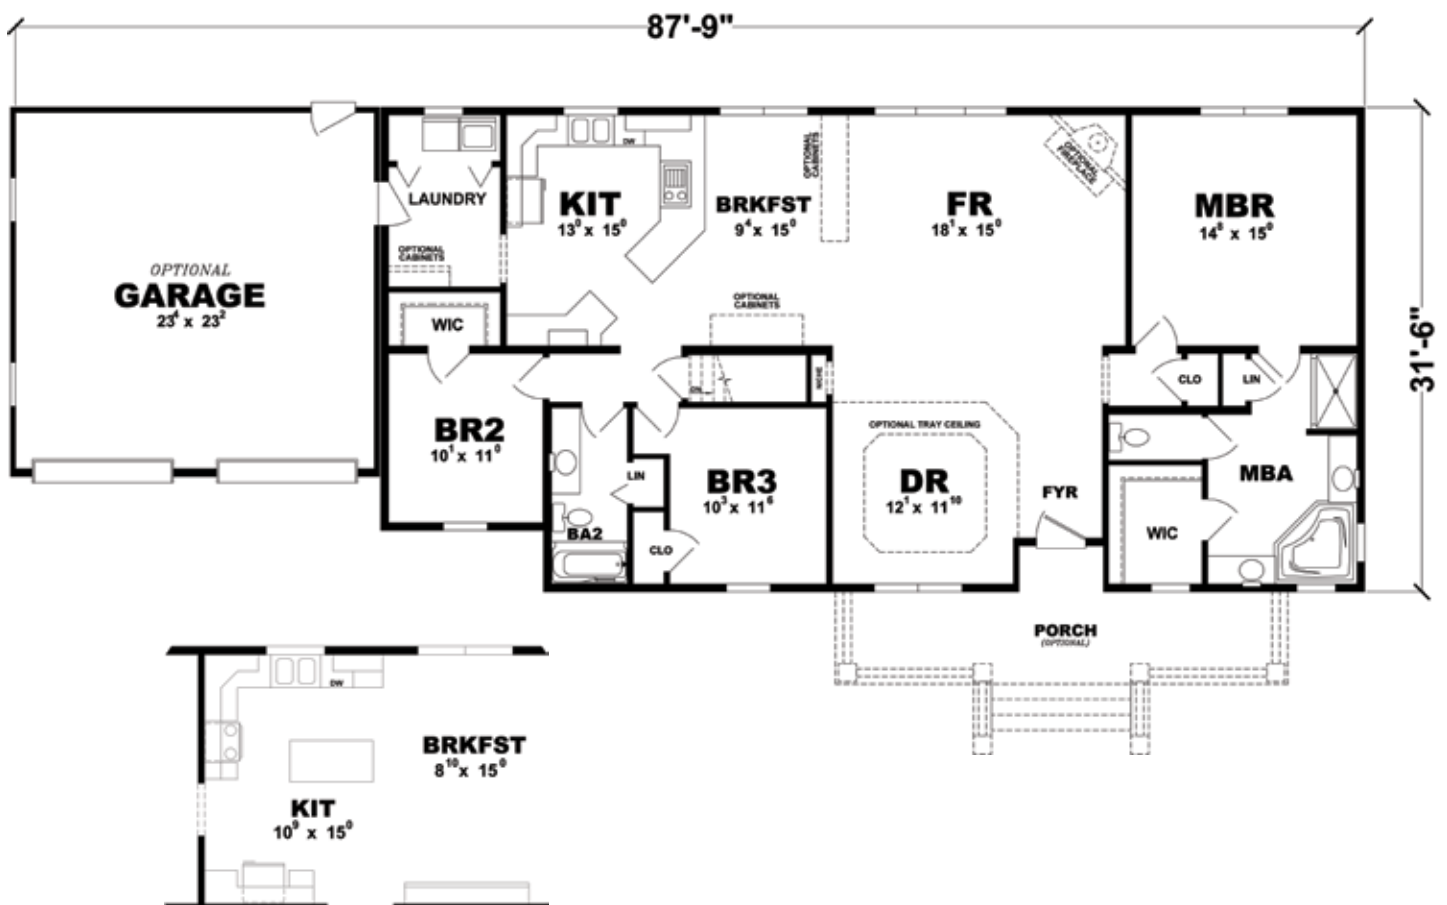 87'-9"
31'-6"
OPTIONAL
GARAGE
23⁴ x 23²
LAUNDRY
OPTIONAL
CABINETS
WIC
KIT
13⁰ x 15⁰
DW
BRKFST
9⁴ x 15⁰
OPTIONAL
CABINETS
OPTIONAL
CABINETS
FR
18¹ x 15⁰
OPTIONAL
FIREPLACE
MBR
14⁸ x 15⁰
BR2
10¹ x 11⁰
DN
NICHE
CLO
LIN
LIN
BR3
10³ x 11⁶
BA2
CLO
OPTIONAL TRAY CEILING
DR
12¹ x 11¹⁰
FYR
MBA
WIC
PORCH
(OPTIONAL)
DW
BRKFST
8¹⁰ x 15⁰
KIT
10⁹ x 15⁰